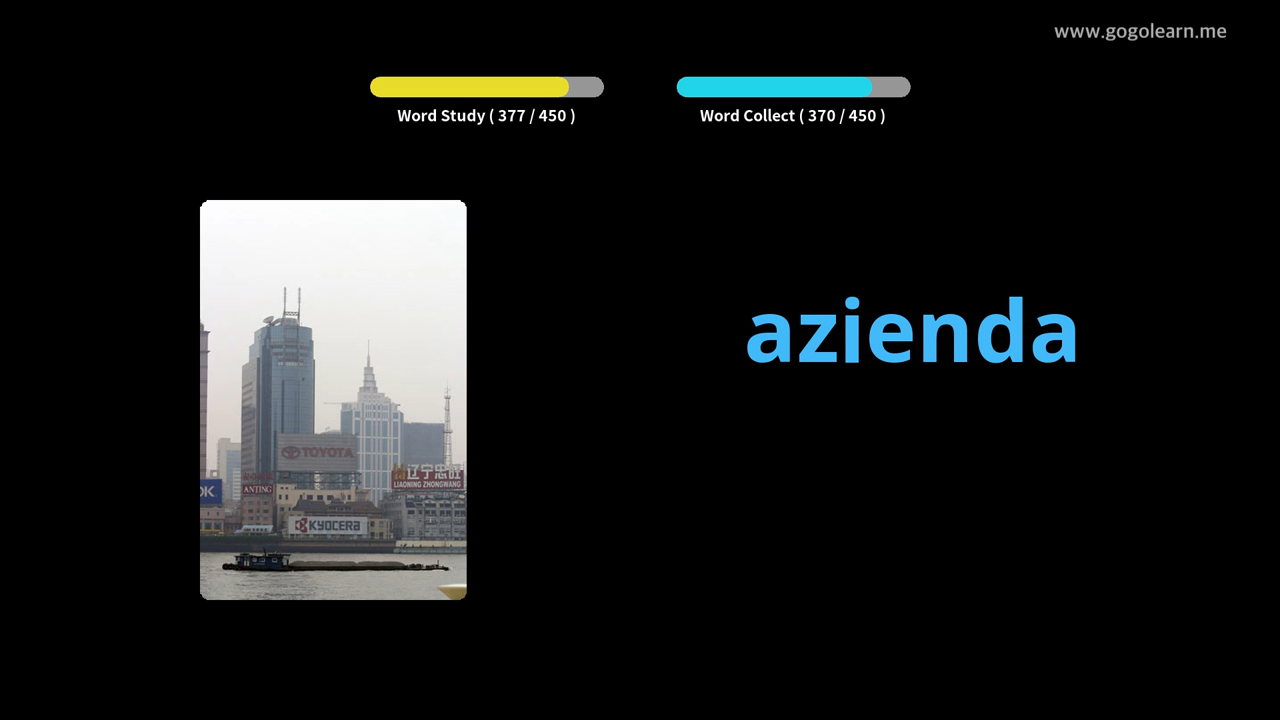 www.gogolearn.me
Word Study ( 377 / 450 )
Word Collect ( 370 / 450 )
azienda
TOYOTA
辽宁忠旺
LIAONING ZHONGWANG
ANTING
KYOCERA